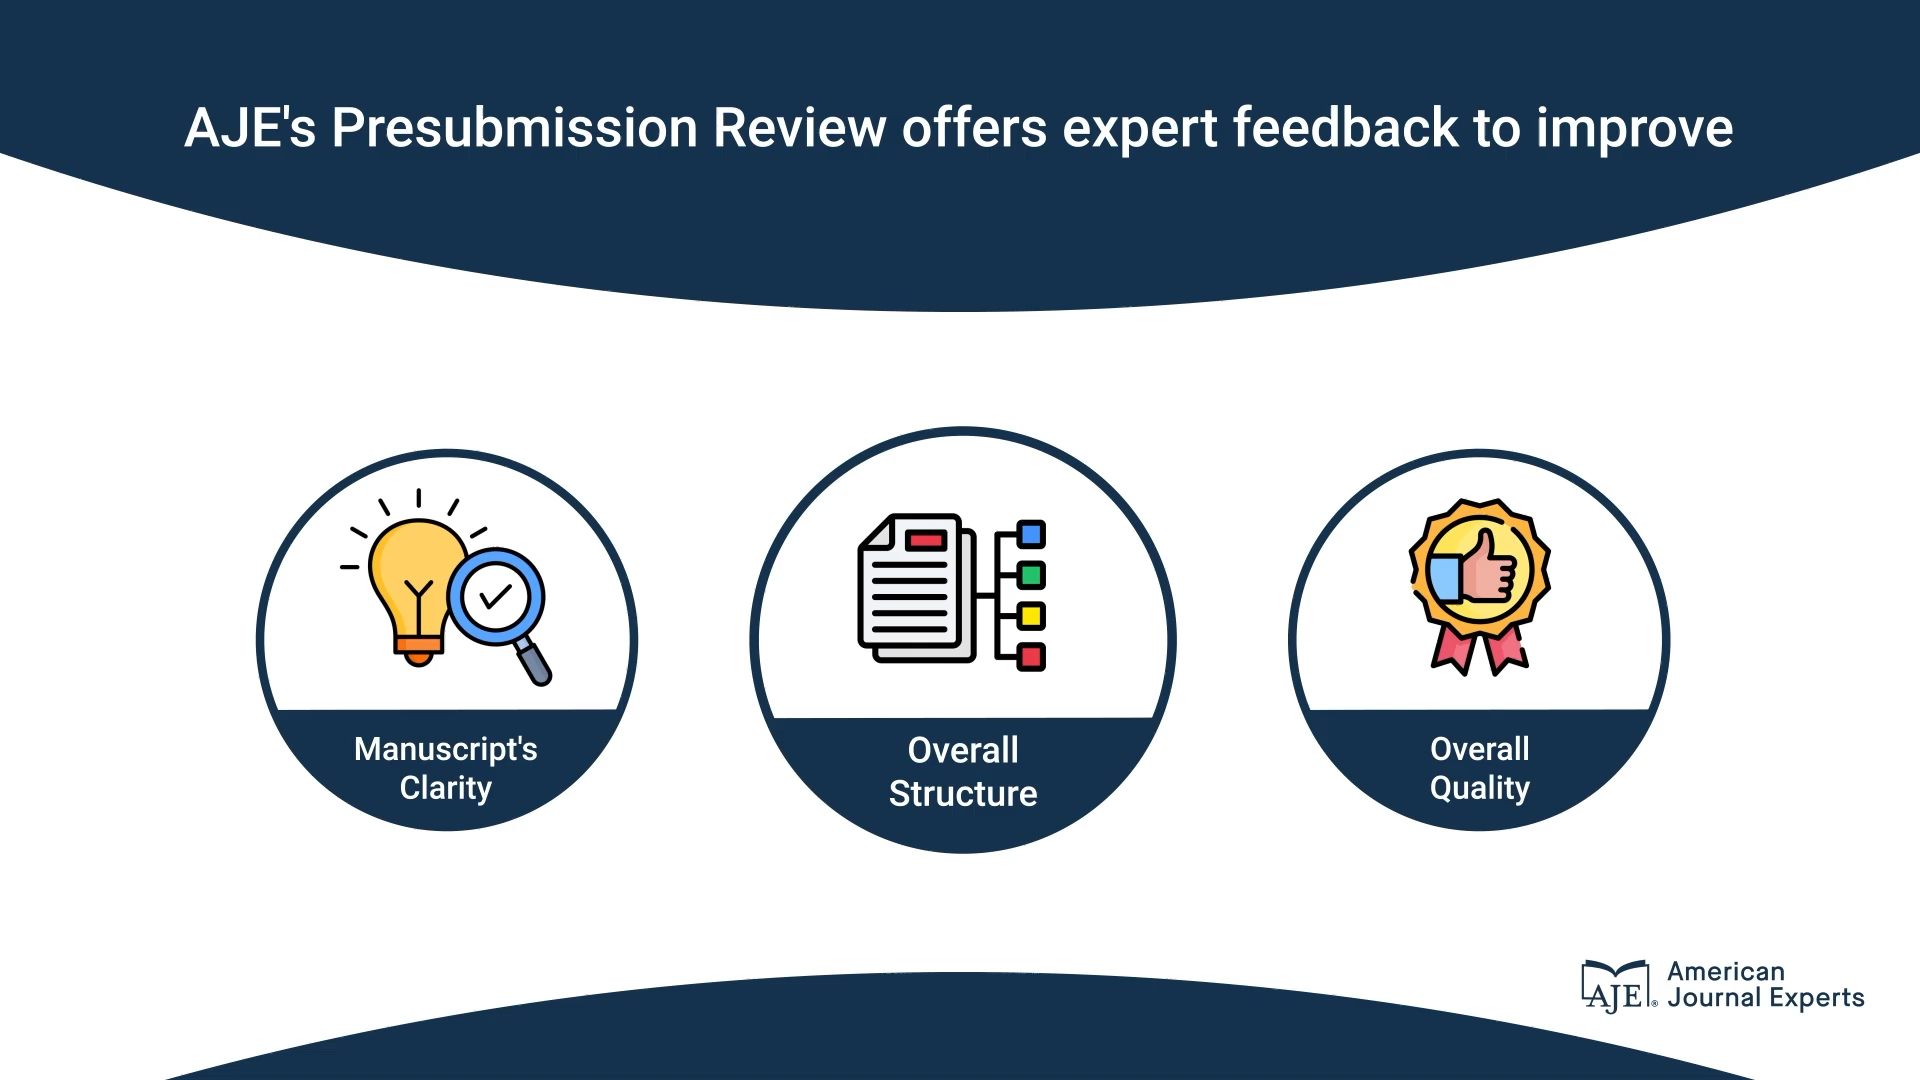 AJE's Presubmission Review offers expert feedback to improve
Manuscript's
Clarity
Overall
Structure
Overall
Quality
AJE®
American
Journal Experts